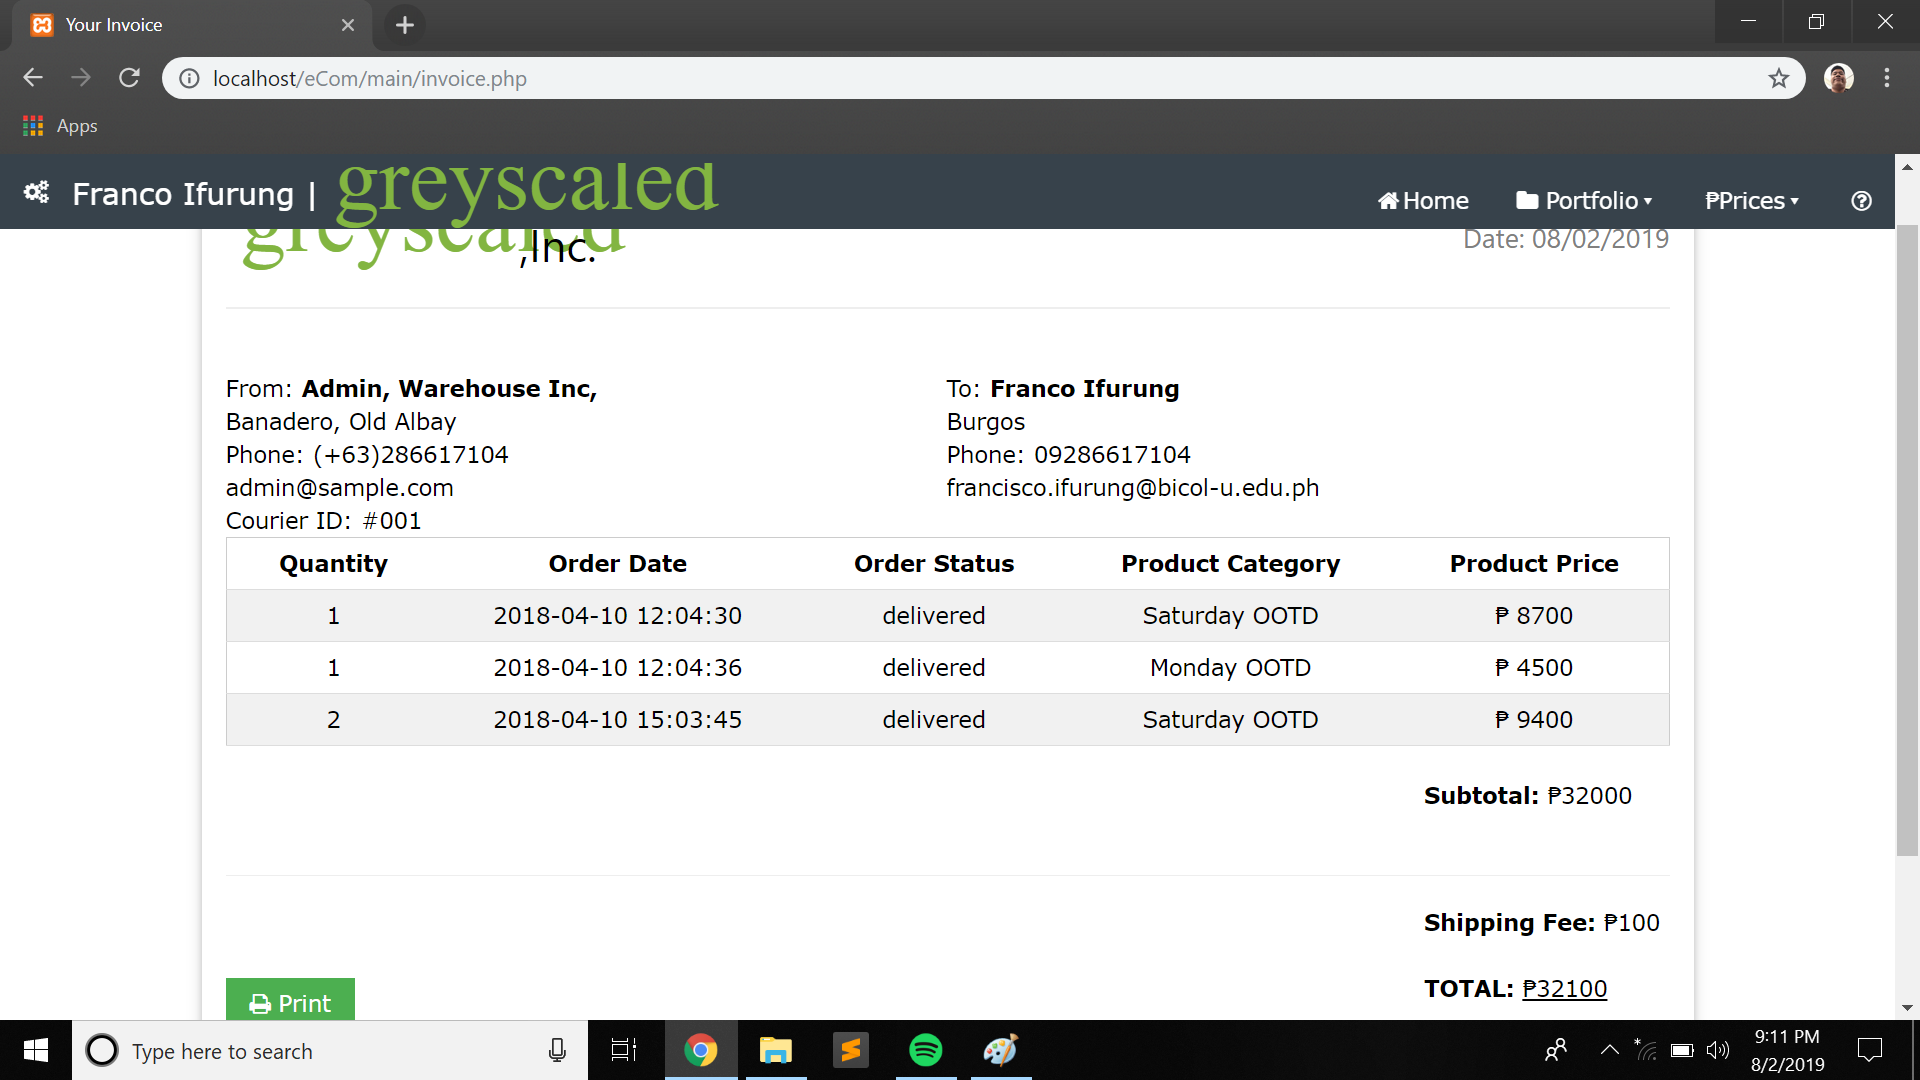 Your Invoice
localhost/eCom/main/invoice.php
Apps
Franco Ifurung | greyscaled
Home Portfolio ₱Prices
greyscaled ,Inc.
Date: 08/02/2019
From: Admin, Warehouse Inc,
Banadero, Old Albay
Phone: (+63)286617104
admin@sample.com
Courier ID: #001
To: Franco Ifurung
Burgos
Phone: 09286617104
francisco.ifurung@bicol-u.edu.ph
Quantity Order Date Order Status Product Category Product Price
1 2018-04-10 12:04:30 delivered Saturday OOTD ₱ 8700
1 2018-04-10 12:04:36 delivered Monday OOTD ₱ 4500
2 2018-04-10 15:03:45 delivered Saturday OOTD ₱ 9400
Subtotal: ₱32000
Shipping Fee: ₱100
TOTAL: ₱32100
Print
Type here to search
9:11 PM
8/2/2019